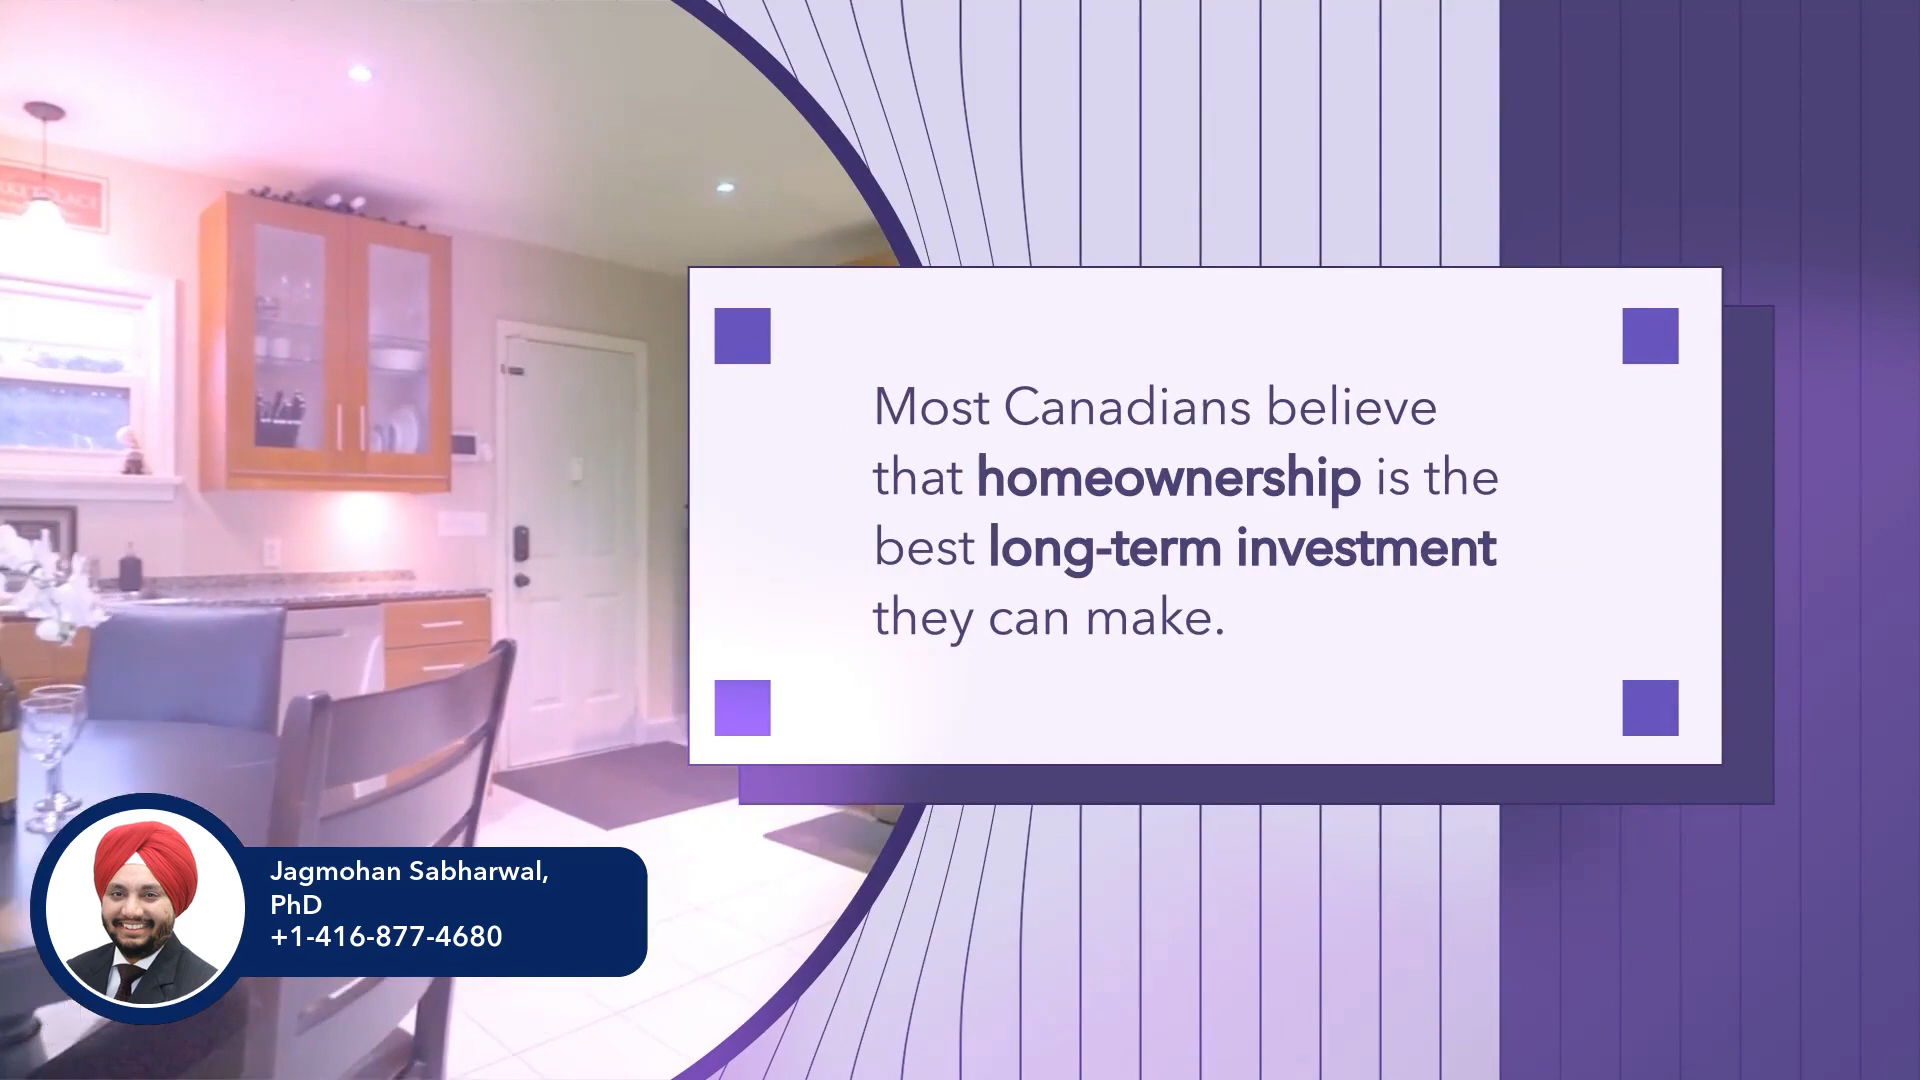 Most Canadians believe
that homeownership is the
best long-term investment
they can make.
Jagmohan Sabharwal,
PhD
+1-416-877-4680